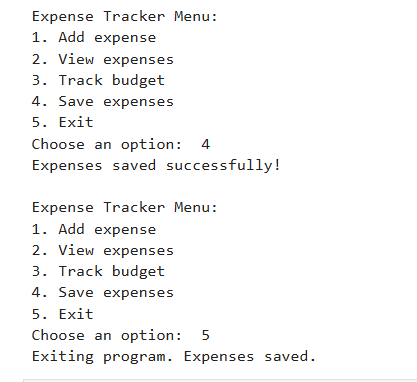 Expense Tracker Menu:
1. Add expense
2. View expenses
3. Track budget
4. Save expenses
5. Exit
Choose an option:  4
Expenses saved successfully!

Expense Tracker Menu:
1. Add expense
2. View expenses
3. Track budget
4. Save expenses
5. Exit
Choose an option:  5
Exiting program. Expenses saved.